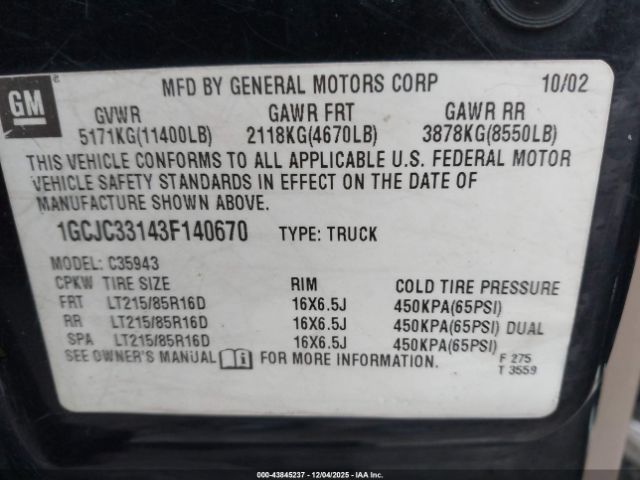 GM ®
MFD BY GENERAL MOTORS CORP 10/02
GVWR GAWR FRT GAWR RR
5171KG(11400LB) 2118KG(4670LB) 3878KG(8550LB)
THIS VEHICLE CONFORMS TO ALL APPLICABLE U.S. FEDERAL MOTOR
VEHICLE SAFETY STANDARDS IN EFFECT ON THE DATE OF
MANUFACTURE SHOWN ABOVE.
1GCJC33143F140670 TYPE: TRUCK
MODEL: C35943
CPKW TIRE SIZE RIM COLD TIRE PRESSURE
FRT LT215/85R16D 16X6.5J 450KPA(65PSI)
RR LT215/85R16D 16X6.5J 450KPA(65PSI) DUAL
SPA LT215/85R16D 16X6.5J 450KPA(65PSI)
SEE OWNER'S MANUAL FOR MORE INFORMATION.
F 275
T 3559
000-43845237 - 12/04/2025 - IAA Inc.